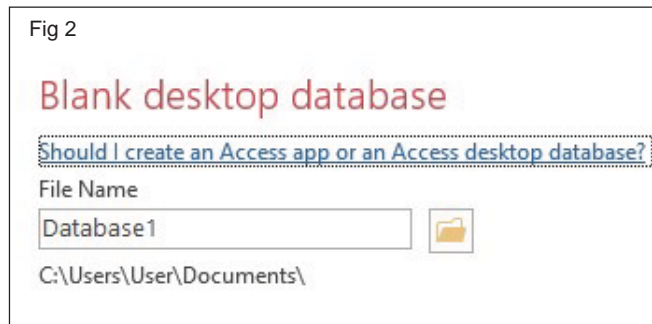 Fig 2
Blank desktop database
Should I create an Access app or an Access desktop database?
File Name
Database1
C:\Users\User\Documents\